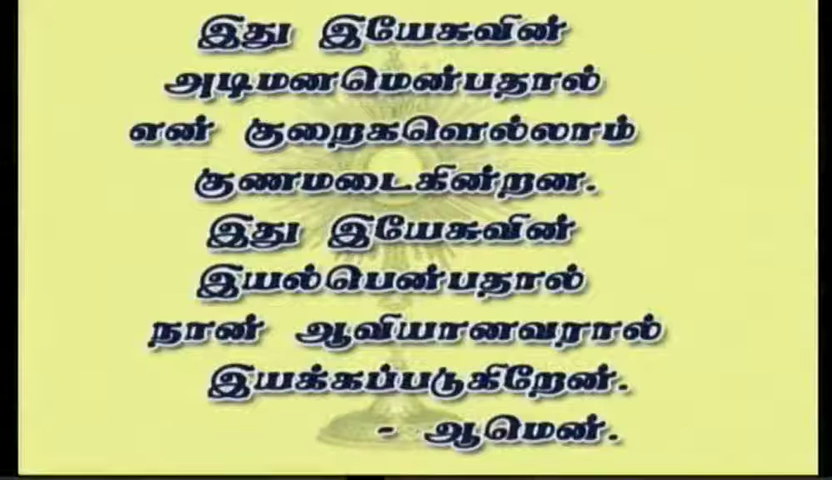 இது இயேசுவின்
அடிமனமென்பதால்
என் குறைகளெல்லாம்
குணமடைகின்றன.
இது இயேசுவின்
இயல்பென்பதால்
நான் ஆவியானவரால்
இயக்கப்படுகிறேன்.
- ஆமென்.